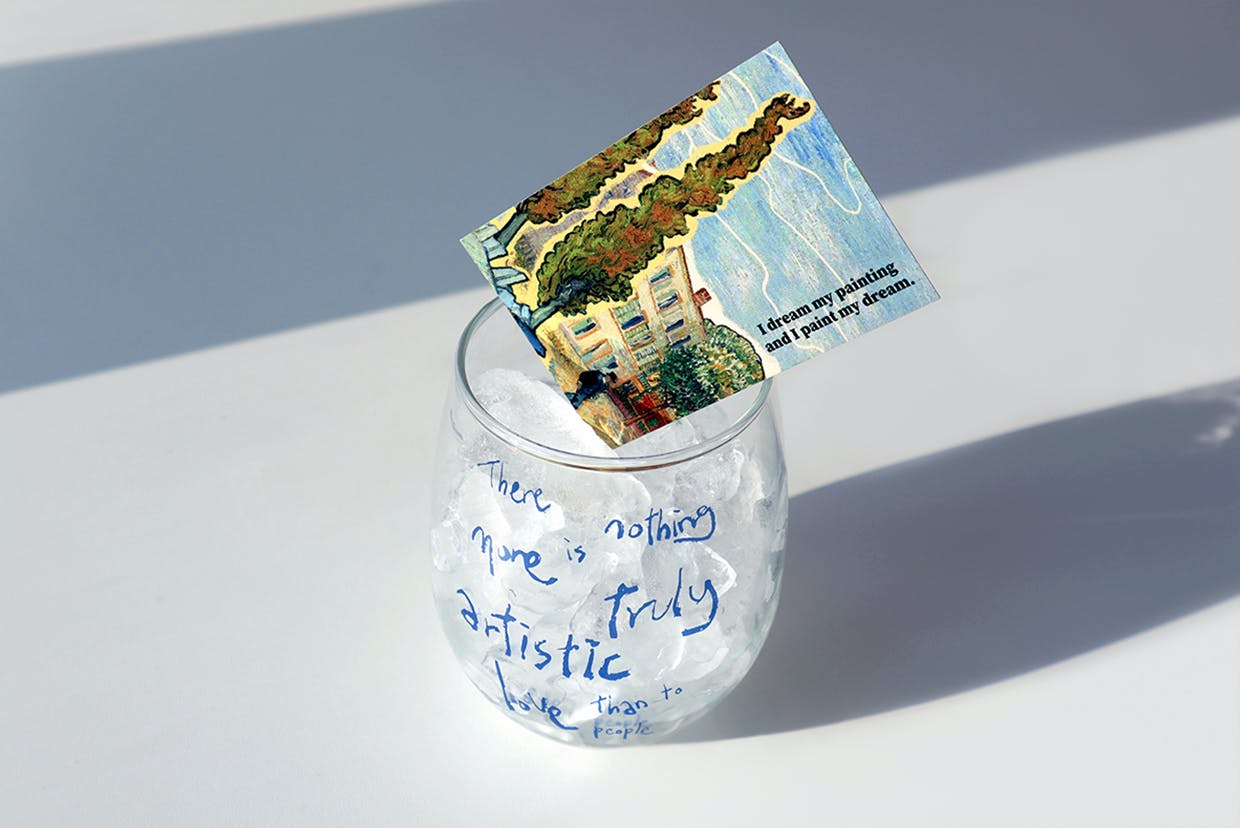 I dream my painting
and I paint my dream.
There
more is nothing
artistic truly
love than to
people